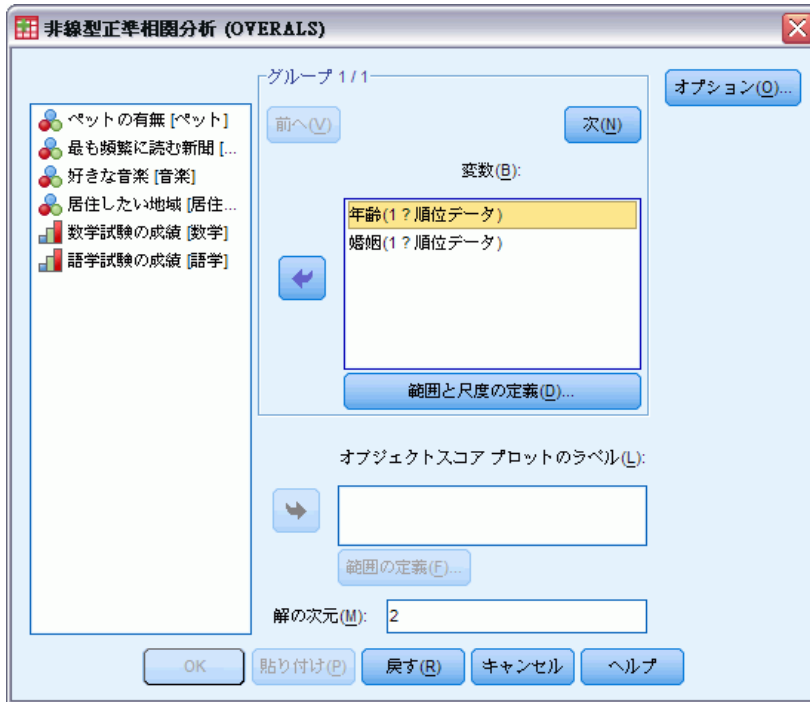 非線型正準相関分析 (OVERALS)
グループ 1 / 1
オプション(O)...
ペットの有無 [ペット]
最も頻繁に読む新聞 [...
好きな音楽 [音楽]
居住したい地域 [居住...
数学試験の成績 [数学]
語学試験の成績 [語学]
前へ(V)
次(N)
変数(B):
年齢(1 ? 順位データ)
婚姻(1 ? 順位データ)
範囲と尺度の定義(D)...
オブジェクトスコア プロットのラベル(L):
範囲の定義(F)...
解の次元(M):
2
OK
貼り付け(P)
戻す(R)
キャンセル
ヘルプ